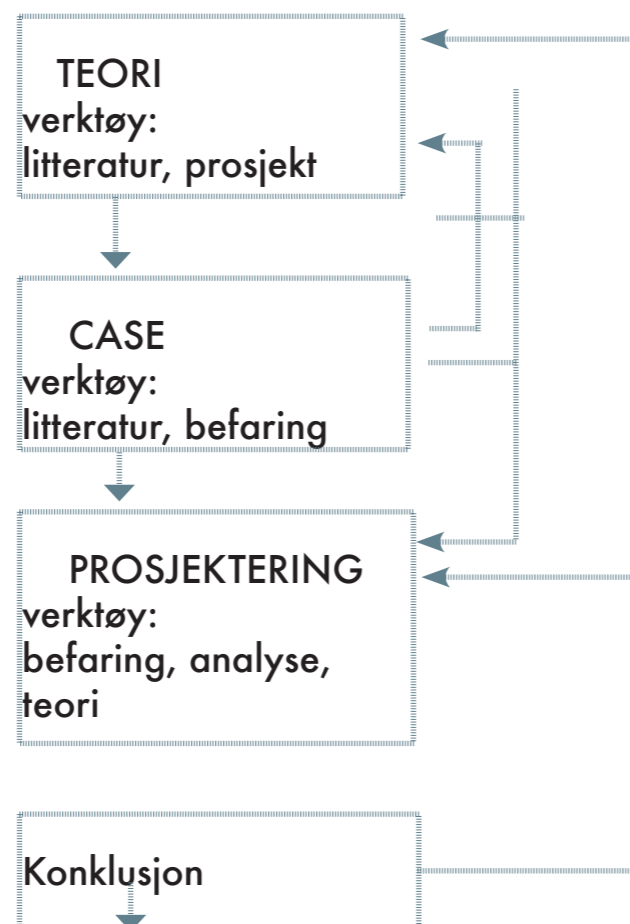 TEORI
verktøy:
litteratur, prosjekt
CASE
verktøy:
litteratur, befaring
PROSJEKTERING
verktøy:
befaring, analyse,
teori
Konklusjon